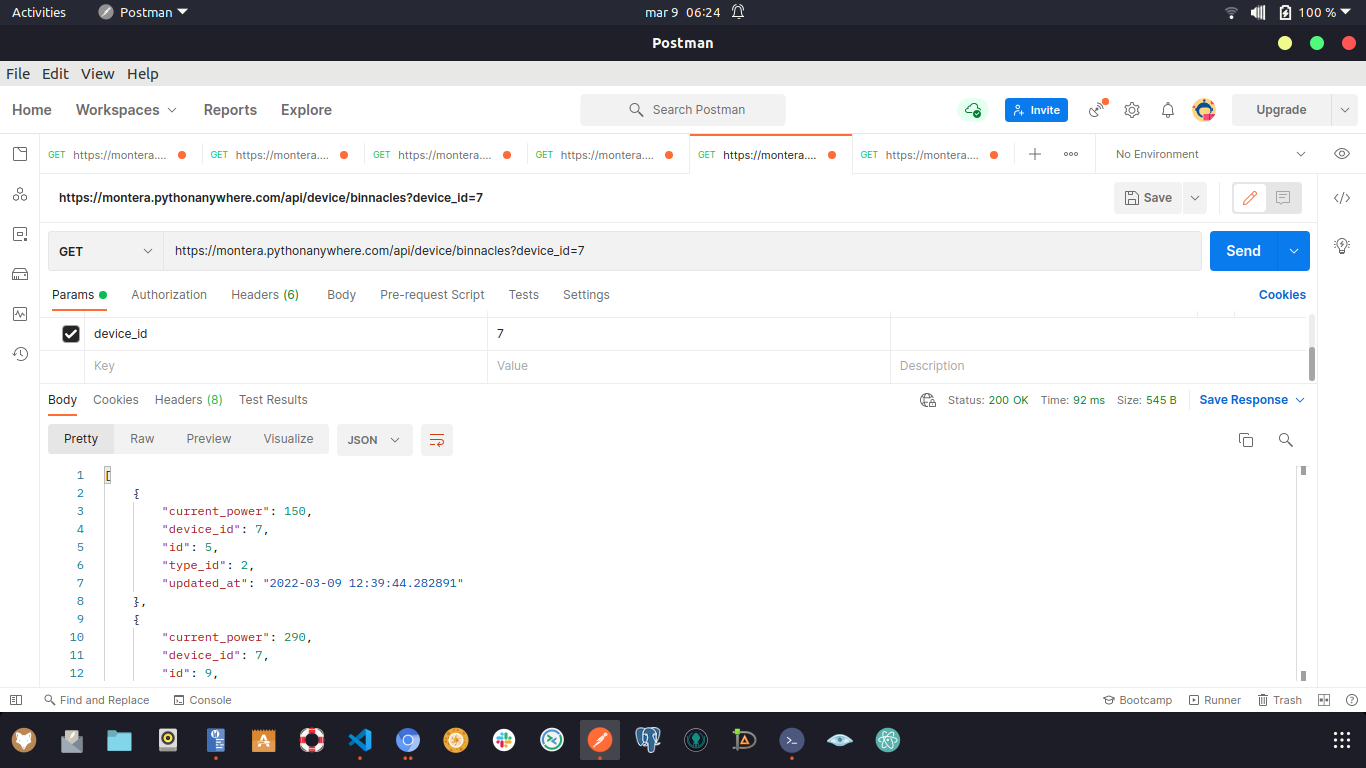 Activities Postman mar 9 06:24 100 %
Postman
File Edit View Help
Home Workspaces Reports Explore Search Postman Invite Upgrade
GET https://montera.... GET https://montera.... GET https://montera.... GET https://montera.... GET https://montera.... GET https://montera.... No Environment
https://montera.pythonanywhere.com/api/device/binnacles?device_id=7 Save
GET https://montera.pythonanywhere.com/api/device/binnacles?device_id=7 Send
Params Authorization Headers (6) Body Pre-request Script Tests Settings Cookies
device_id 7
Key Value Description
Body Cookies Headers (8) Test Results Status: 200 OK Time: 92 ms Size: 545 B Save Response
Pretty Raw Preview Visualize JSON
1 [
2 {
3 "current_power": 150,
4 "device_id": 7,
5 "id": 5,
6 "type_id": 2,
7 "updated_at": "2022-03-09 12:39:44.282891"
8 },
9 {
10 "current_power": 290,
11 "device_id": 7,
12 "id": 9,
Find and Replace Console Bootcamp Runner Trash